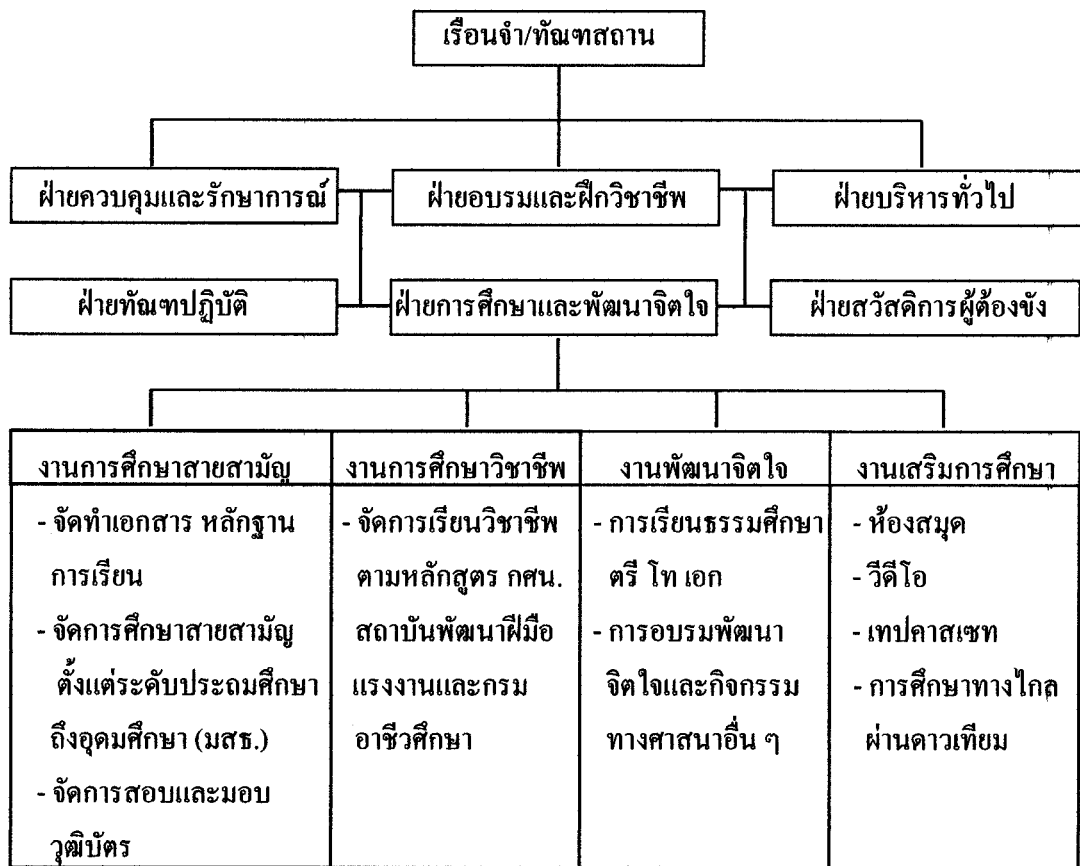 เรือนจำ/ทัณฑสถาน
ฝ่ายควบคุมและรักษาการณ์
ฝ่ายอบรมและฝึกวิชาชีพ
ฝ่ายบริหารทั่วไป
ฝ่ายทัณฑปฏิบัติ
ฝ่ายการศึกษาและพัฒนาจิตใจ
ฝ่ายสวัสดิการผู้ต้องขัง
งานการศึกษาสายสามัญ
- จัดทำเอกสาร หลักฐาน
การเรียน
- จัดการศึกษาสายสามัญ
ตั้งแต่ระดับประถมศึกษา
ถึงอุดมศึกษา (มสธ.)
- จัดการสอบและมอบ
วุฒิบัตร
งานการศึกษาวิชาชีพ
- จัดการเรียนวิชาชีพ
ตามหลักสูตร กศน.
สถาบันพัฒนาฝีมือ
แรงงานและกรม
อาชีวศึกษา
งานพัฒนาจิตใจ
- การเรียนธรรมศึกษา
ตรี โท เอก
- การอบรมพัฒนา
จิตใจและกิจกรรม
ทางศาสนาอื่น ๆ
งานเสริมการศึกษา
- ห้องสมุด
- วีดีโอ
- เทปคาสเซท
- การศึกษาทางไกล
ผ่านดาวเทียม